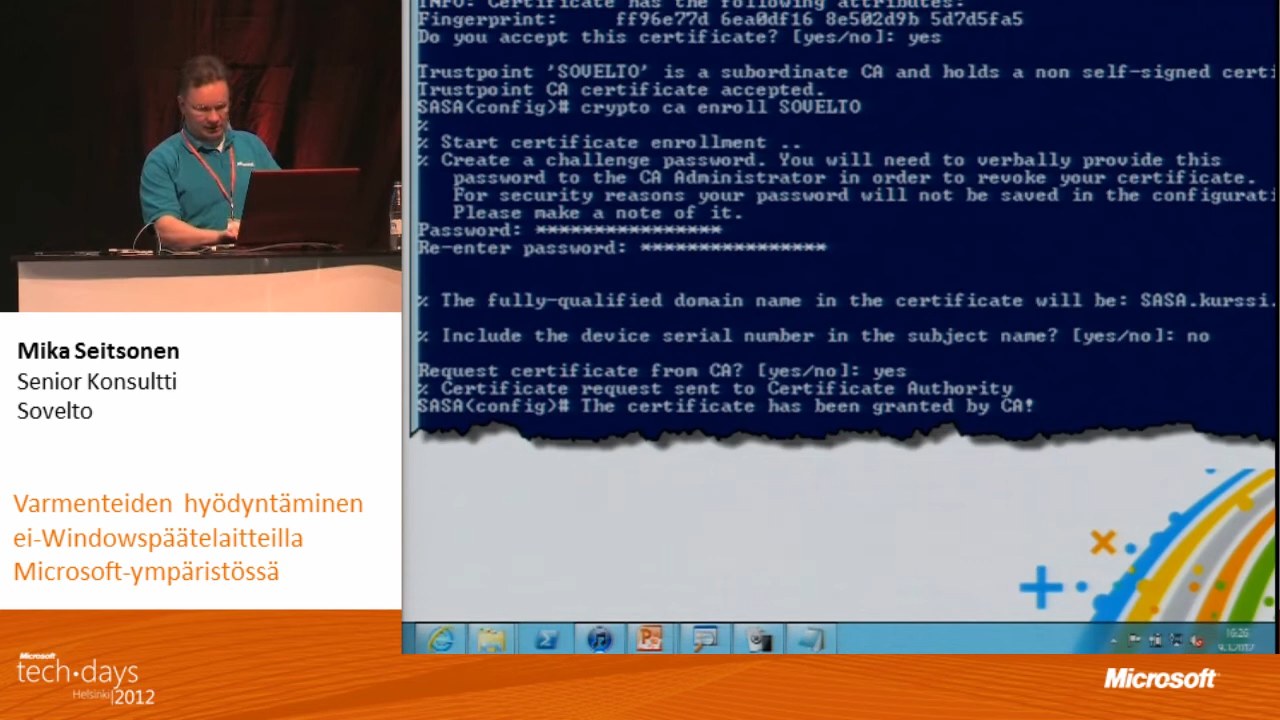 INFO: Certificate has the following attributes:
Fingerprint: ff96e77d 6ea0df16 8e502d9b 5d7d5fa5
Do you accept this certificate? [yes/no]: yes
Trustpoint 'SOVELTO' is a subordinate CA and holds a non self-signed certi
Trustpoint CA certificate accepted.
SASA(config)# crypto ca enroll SOVELTO
%
% Start certificate enrollment ..
% Create a challenge password. You will need to verbally provide this
password to the CA Administrator in order to revoke your certificate.
For security reasons your password will not be saved in the configurati
Please make a note of it.
Password: ****************
Re-enter password: ****************
% The fully-qualified domain name in the certificate will be: SASA.kurssi.
% Include the device serial number in the subject name? [yes/no]: no
Request certificate from CA? [yes/no]: yes
% Certificate request sent to Certificate Authority
SASA(config)# The certificate has been granted by CA!
16:26
Mika Seitsonen
Senior Konsultti
Sovelto
Varmenteiden hyödyntäminen
ei-Windowspäätelaitteilla
Microsoft-ympäristössä
Microsoft
tech·days
Helsinki|2012
Microsoft